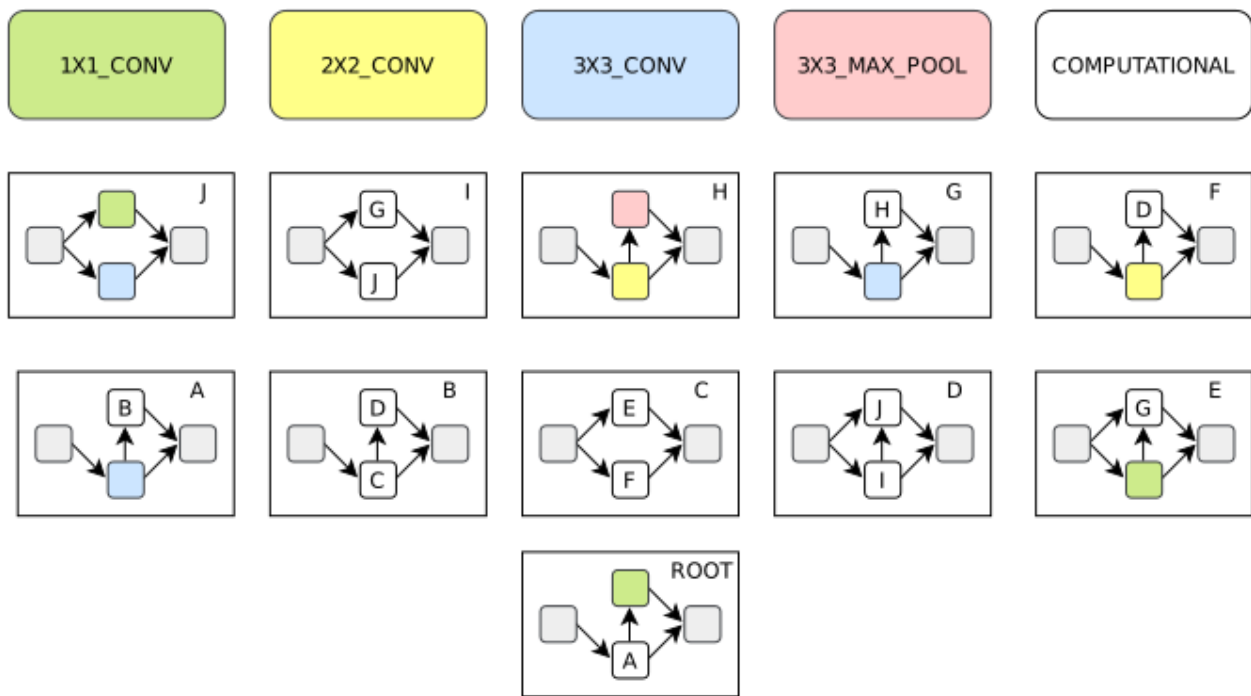 1X1_CONV
2X2_CONV
3X3_CONV
3X3_MAX_POOL
COMPUTATIONAL
J
I
G
J
H
G
H
F
D
A
B
B
D
C
C
E
F
D
J
I
E
G
ROOT
A